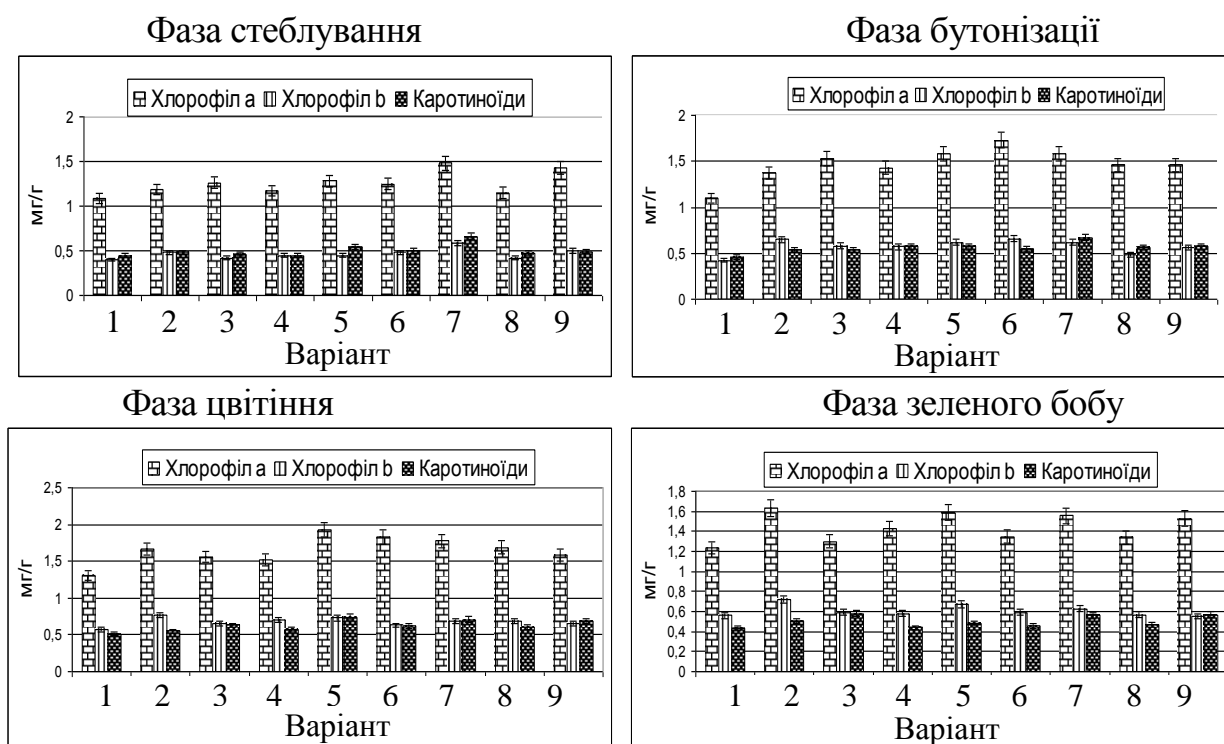 Фаза стеблування
Хлорофіл a Хлорофіл b Каротиноїди
2
1,5
1
0,5
0
мг/г
1 2 3 4 5 6 7 8 9
Варіант
Фаза бутонізації
Хлорофіл a Хлорофіл b Каротиноїди
2
1,5
1
0,5
0
мг/г
1 2 3 4 5 6 7 8 9
Варіант
Фаза цвітіння
Хлорофіл a Хлорофіл b Каротиноїди
2,5
2
1,5
1
0,5
0
мг/г
1 2 3 4 5 6 7 8 9
Варіант
Фаза зеленого бобу
Хлорофіл a Хлорофіл b Каротиноїди
1,8
1,6
1,4
1,2
1
0,8
0,6
0,4
0,2
0
мг/г
1 2 3 4 5 6 7 8 9
Варіант